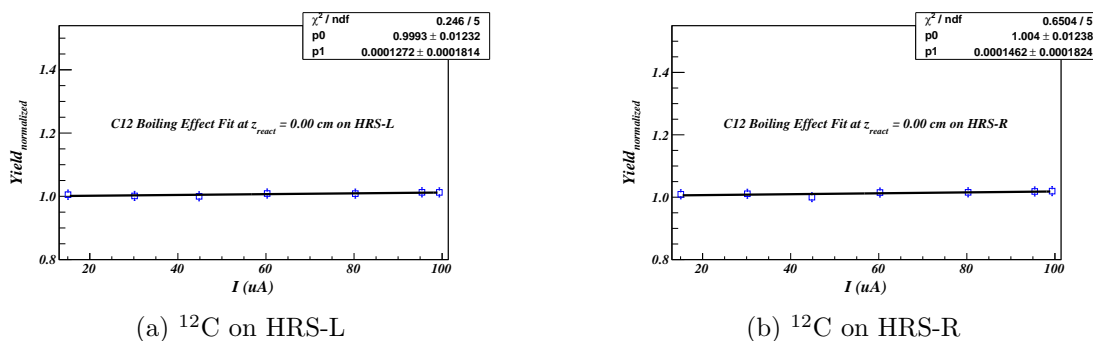 χ² / ndf 0.246 / 5
p0 0.9993 ± 0.01232
p1 0.0001272 ± 0.0001814
1.4
1.2
1.0
0.8
Yield_normalized
C12 Boiling Effect Fit at z_react = 0.00 cm on HRS-L
20 40 60 80 100
I (uA)
(a) ¹²C on HRS-L
χ² / ndf 0.6504 / 5
p0 1.004 ± 0.01238
p1 0.0001462 ± 0.0001824
1.4
1.2
1.0
0.8
Yield_normalized
C12 Boiling Effect Fit at z_react = 0.00 cm on HRS-R
20 40 60 80 100
I (uA)
(b) ¹²C on HRS-R